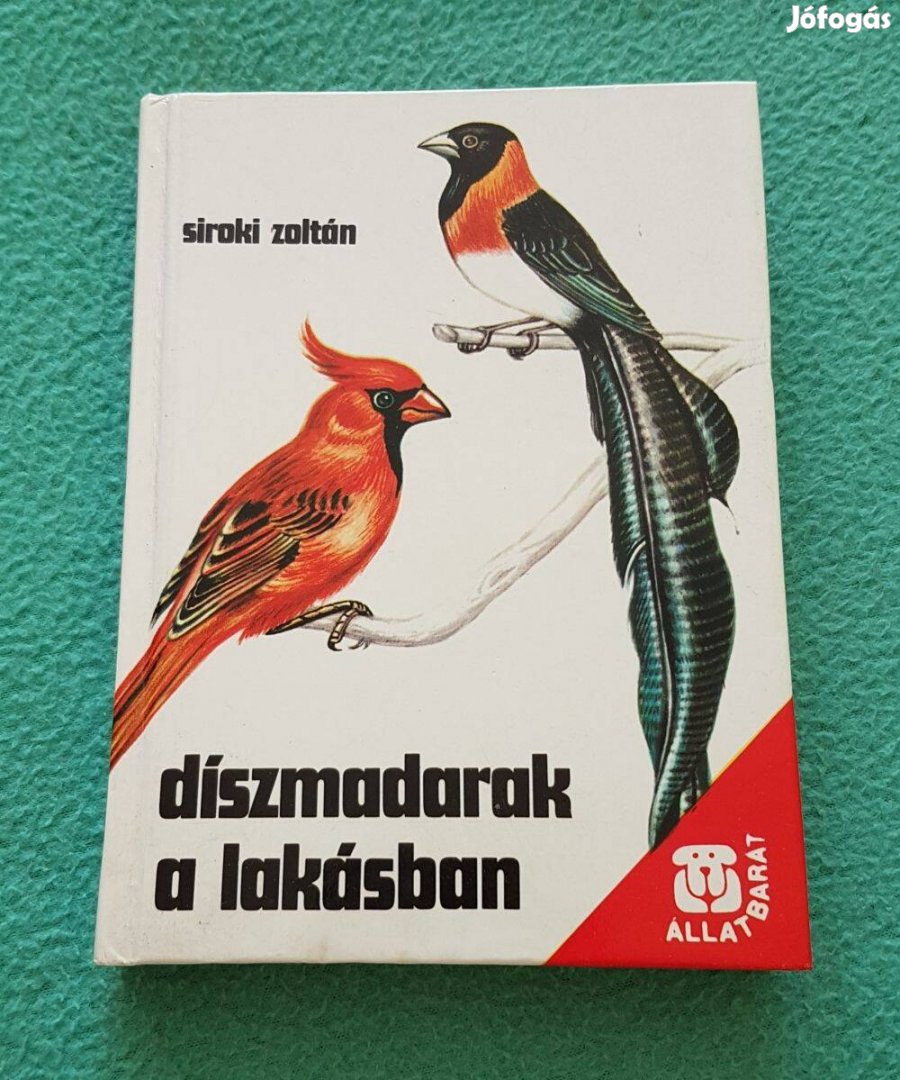 Jófogás
siroki zoltán
díszmadarak
a lakásban
ÁLLATBARÁT